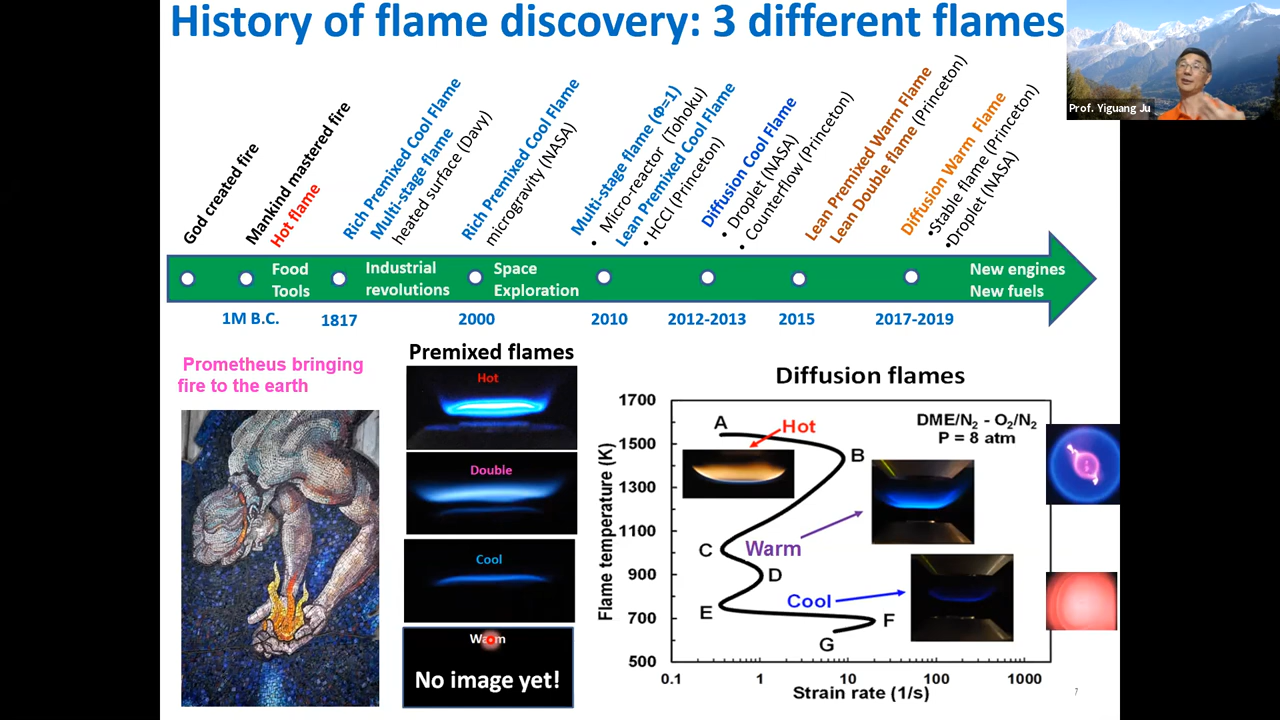 History of flame discovery: 3 different flames
Prof. Yiguang Ju
God created fire
Mankind mastered fire
Hot flame
Rich Premixed Cool Flame
Multi-stage flame
heated surface (Davy)
Rich Premixed Cool Flame
microgravity (NASA)
Multi-stage flame (Φ=1)
• Micro-reactor (Tohoku)
Lean Premixed Cool Flame
• HCCI (Princeton)
Diffusion Cool Flame
• Droplet (NASA)
• Counterflow (Princeton)
Lean Premixed Warm Flame
Lean Double flame (Princeton)
Diffusion Warm Flame
•Stable flame (Princeton)
•Droplet (NASA)
Food
Tools
Industrial
revolutions
Space
Exploration
New engines
New fuels
1M B.C.
1817
2000
2010
2012-2013
2015
2017-2019
Prometheus bringing
fire to the earth
Premixed flames
Hot
Double
Cool
Warm
No image yet!
Diffusion flames
1700
1500
1300
1100
900
700
500
Flame temperature (K)
DME/N₂ - O₂/N₂
P = 8 atm
A
Hot
B
C
Warm
D
Cool
E
F
G
0.1
1
10
100
1000
Strain rate (1/s)
7